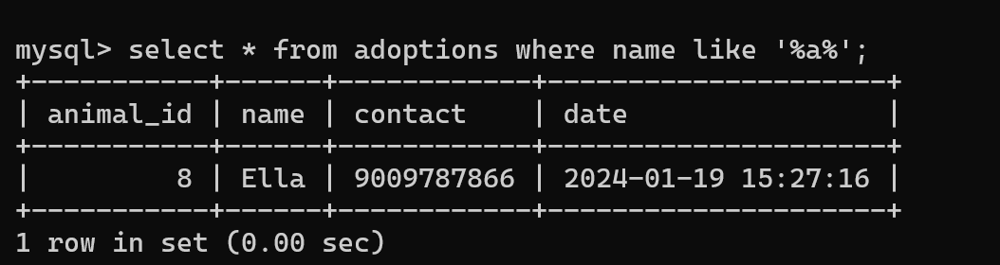 mysql> select * from adoptions where name like '%a%';
+-----------+------+------------+---------------------+
| animal_id | name | contact    | date                |
+-----------+------+------------+---------------------+
|         8 | Ella | 9009787866 | 2024-01-19 15:27:16 |
+-----------+------+------------+---------------------+
1 row in set (0.00 sec)